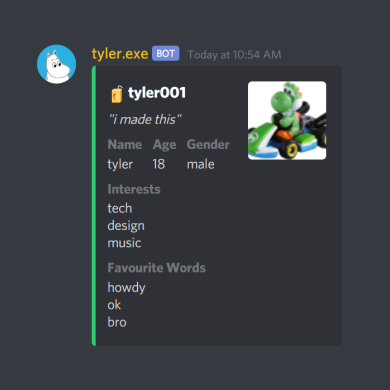 tyler.exe BOT Today at 10:54 AM
tyler001
"i made this"
Name Age Gender
tyler 18 male
Interests
tech
design
music
Favourite Words
howdy
ok
bro